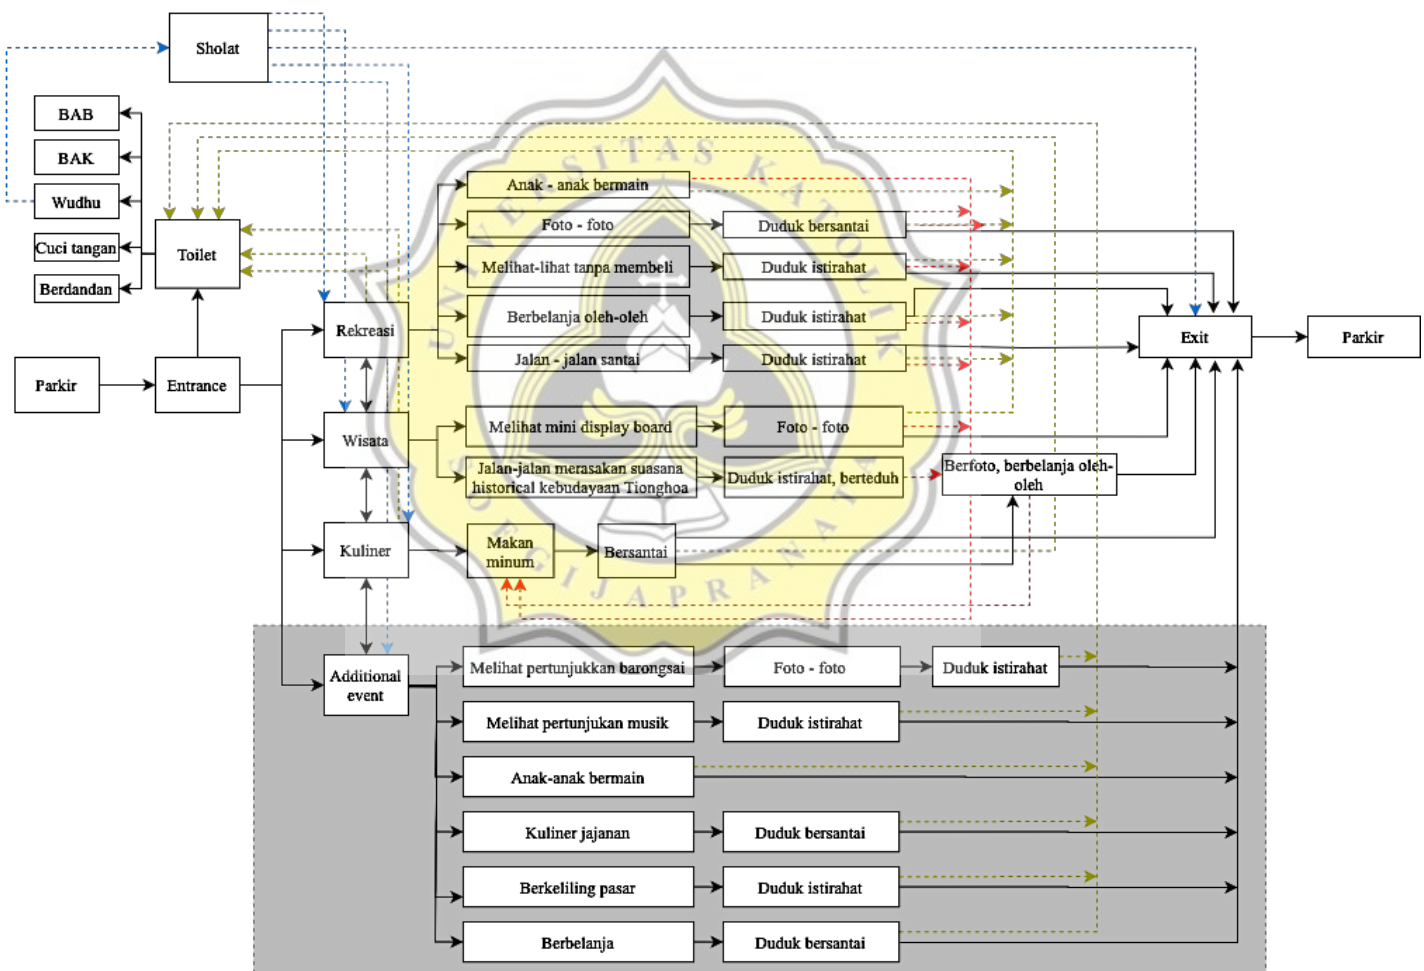 Sholat
BAB
BAK
Wudhu
Cuci tangan
Berdandan
Toilet
Parkir
Entrance
Rekreasi
Wisata
Kuliner
Additional
event
Anak - anak bermain
Foto - foto
Duduk bersantai
Melihat-lihat tanpa membeli
Duduk istirahat
Berbelanja oleh-oleh
Duduk istirahat
Jalan - jalan santai
Duduk istirahat
Exit
Parkir
Melihat mini display board
Foto - foto
Jalan-jalan merasakan suasana
historical kebudayaan Tionghoa
Duduk istirahat, berteduh
Berfoto, berbelanja oleh-
oleh
Makan
minum
Bersantai
Melihat pertunjukkan barongsai
Foto - foto
Duduk istirahat
Melihat pertunjukan musik
Duduk istirahat
Anak-anak bermain
Kuliner jajanan
Duduk bersantai
Berkeliling pasar
Duduk istirahat
Berbelanja
Duduk bersantai
UNIVERSITAS KATOLIK
SOEGIJAPRANATA